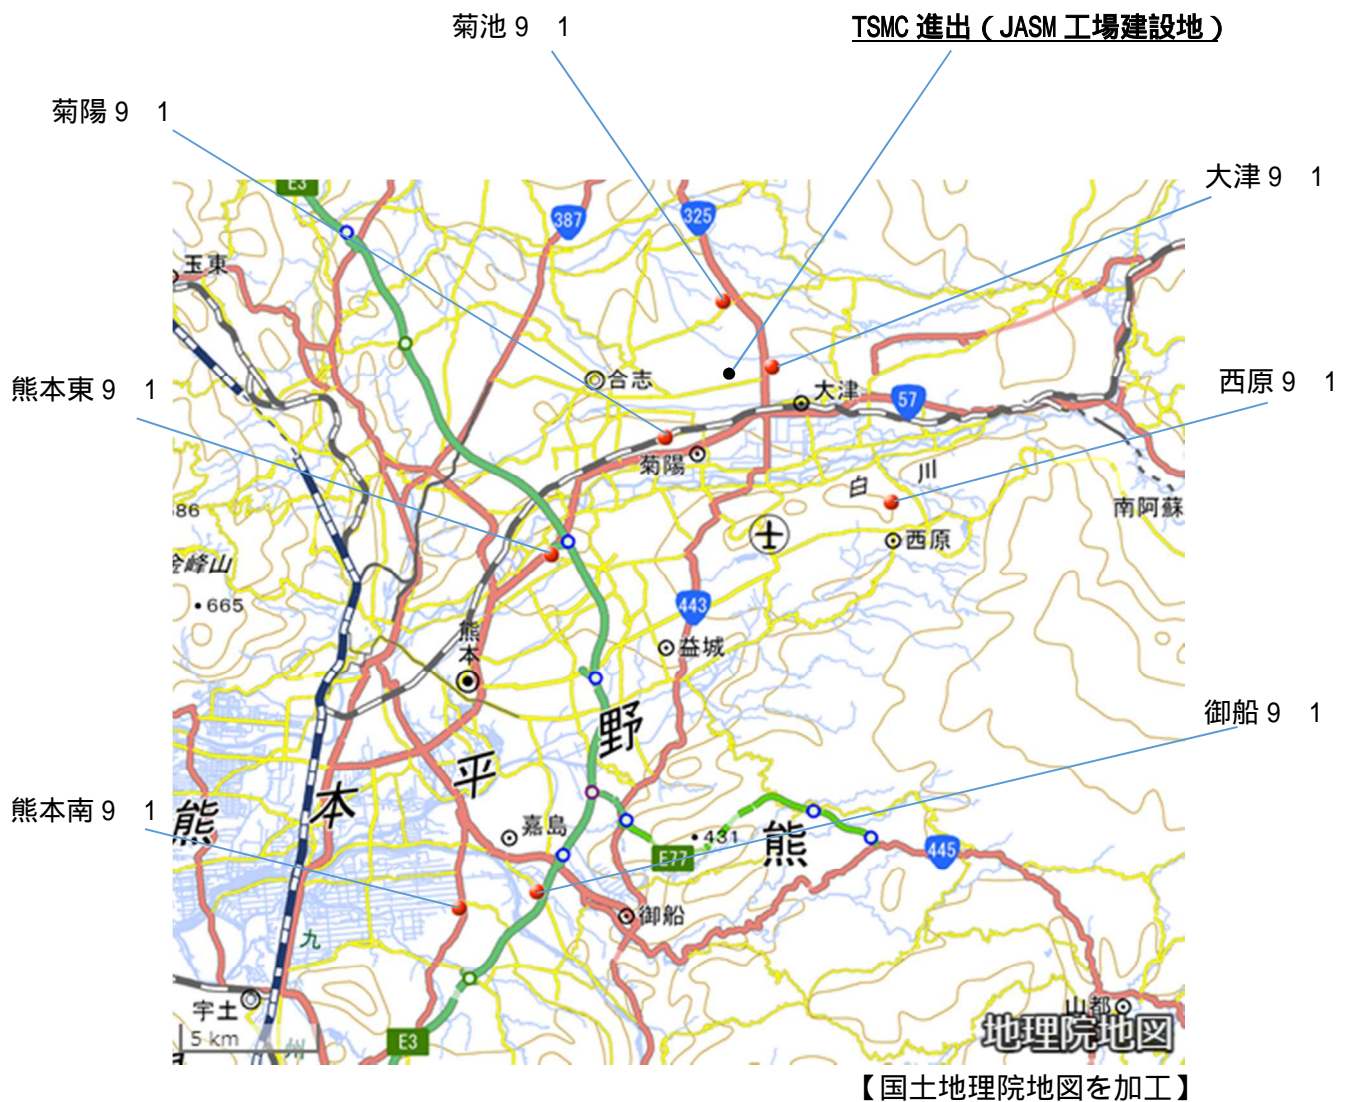 菊池９　１
TSMC 進出（JASM 工場建設地）
菊陽９　１
大津９　１
E3
387
325
玉東
熊本東９　１
合志
大津
57
西原９　１
菊陽
白川
南阿蘇
86
西原
金峰山
・665
443
熊本
益城
御船９　１
熊本平野
熊本南９　１
嘉島
・431
E77
熊
445
御船
九州
宇土
山都
5 km
E3
地理院地図
【国土地理院地図を加工】